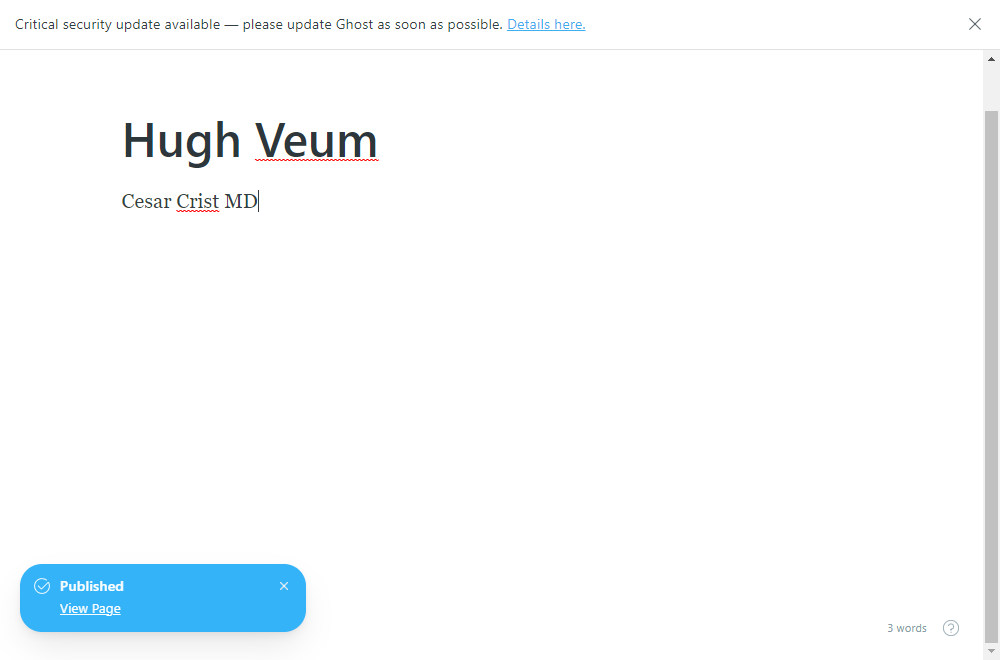 Critical security update available — please update Ghost as soon as possible. Details here.
Hugh Veum
Cesar Crist MD
Published
View Page
3 words
?